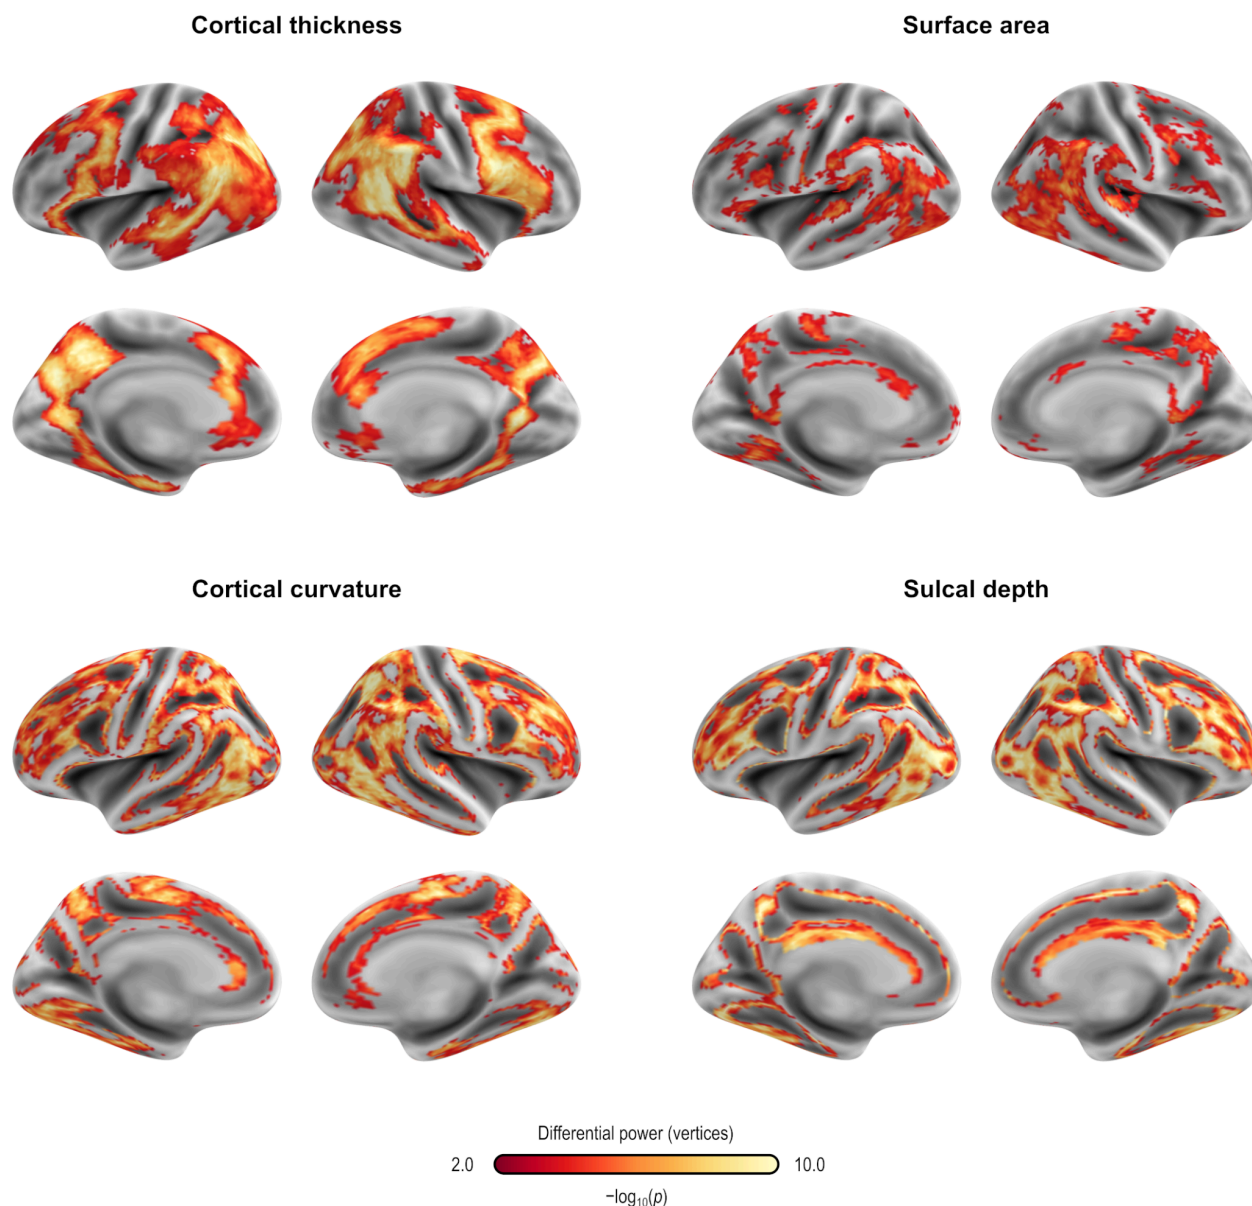 Cortical thickness
Surface area
Cortical curvature
Sulcal depth
Differential power (vertices)
2.0
10.0
−log₁₀(p)